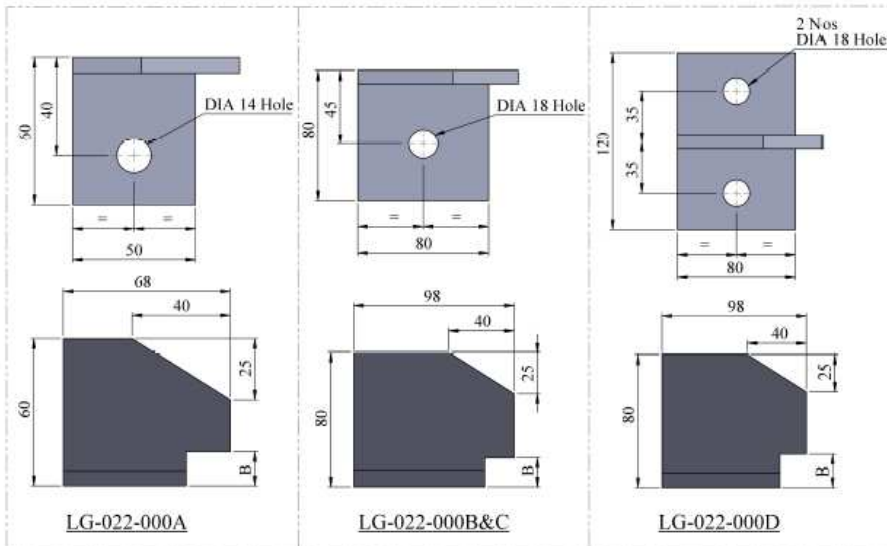 60
40
DIA 14 Hole
=
=
50
80
45
DIA 18 Hole
=
=
80
2 Nos
DIA 18 Hole
120
35
35
=
=
80
68
40
60
25
B
LG-022-000A
98
40
80
25
B
LG-022-000B&C
98
40
80
25
B
LG-022-000D